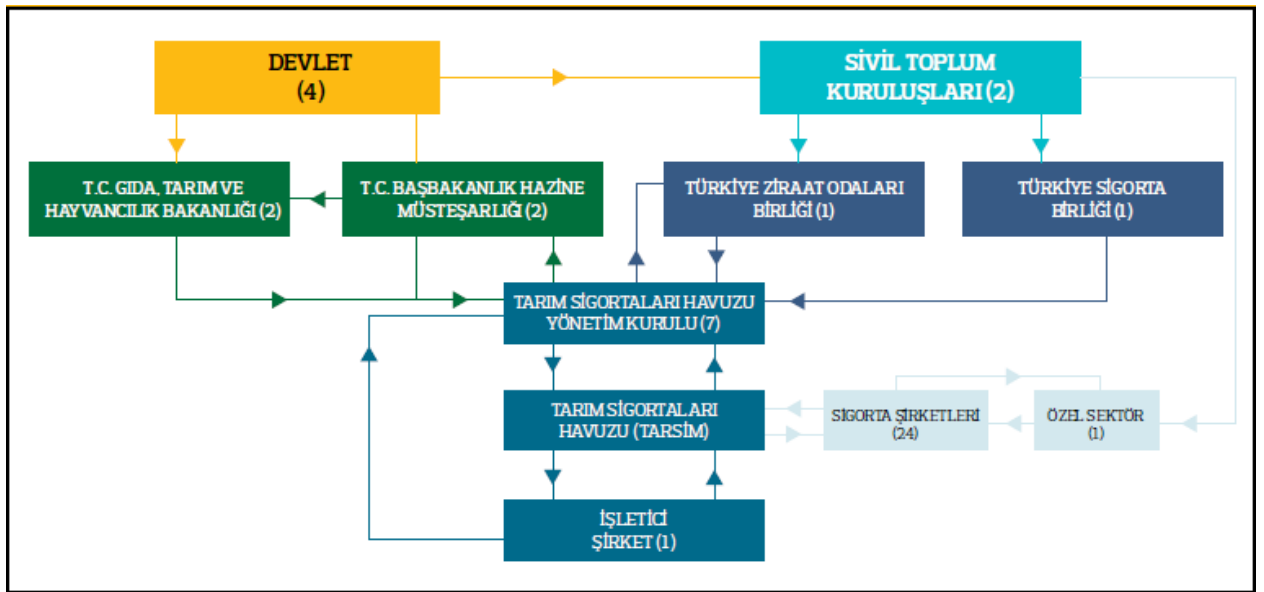 DEVLET
(4)
SİVİL TOPLUM
KURULUŞLARI (2)
T.C. GIDA, TARIM VE
HAYVANCILIK BAKANLIĞI (2)
T.C. BAŞBAKANLIK HAZİNE
MÜSTEŞARLIĞI (2)
TÜRKİYE ZİRAAT ODALARI
BİRLİĞİ (1)
TÜRKİYE SİGORTA
BİRLİĞİ (1)
TARIM SİGORTALARI HAVUZU
YÖNETİM KURULU (7)
TARIM SİGORTALARI
HAVUZU (TARSİM)
SİGORTA ŞİRKETLERİ
(24)
ÖZEL SEKTÖR
(1)
İŞLETİCİ
ŞİRKET (1)